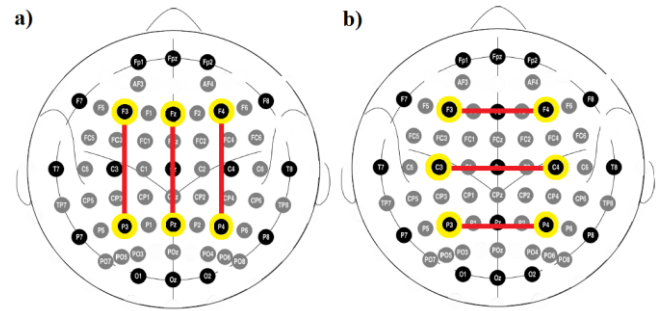 a)
Fp1 Fpz Fp2
AF3 AF4
F7 F5 F3 F1 Fz F2 F4 F6 F8
FC5 FC3 FC1 FC2 FC4 FC6
T7 C3 C1 C2 C4 C6 T8
TP7 CP5 CP3 CP1 CP2 CP4 CP6 TP8
P7 P5 P3 P1 Pz P2 P4 P6 P8
PO7 PO5 PO3 POz PO4 PO6 PO8
O1 Oz O2
b)
Fp1 Fpz Fp2
AF3 AF4
F7 F5 F3 F4 F6 F8
FC5 FC3 FC1 FC2 FC4 FC6
T7 C3 C4 C6 T8
TP7 CP5 CP3 CP1 CP2 CP4 CP6 TP8
P7 P5 P3 Pz P4 P6 P8
PO7 PO5 PO3 POz PO4 PO6 PO8
O1 Oz O2